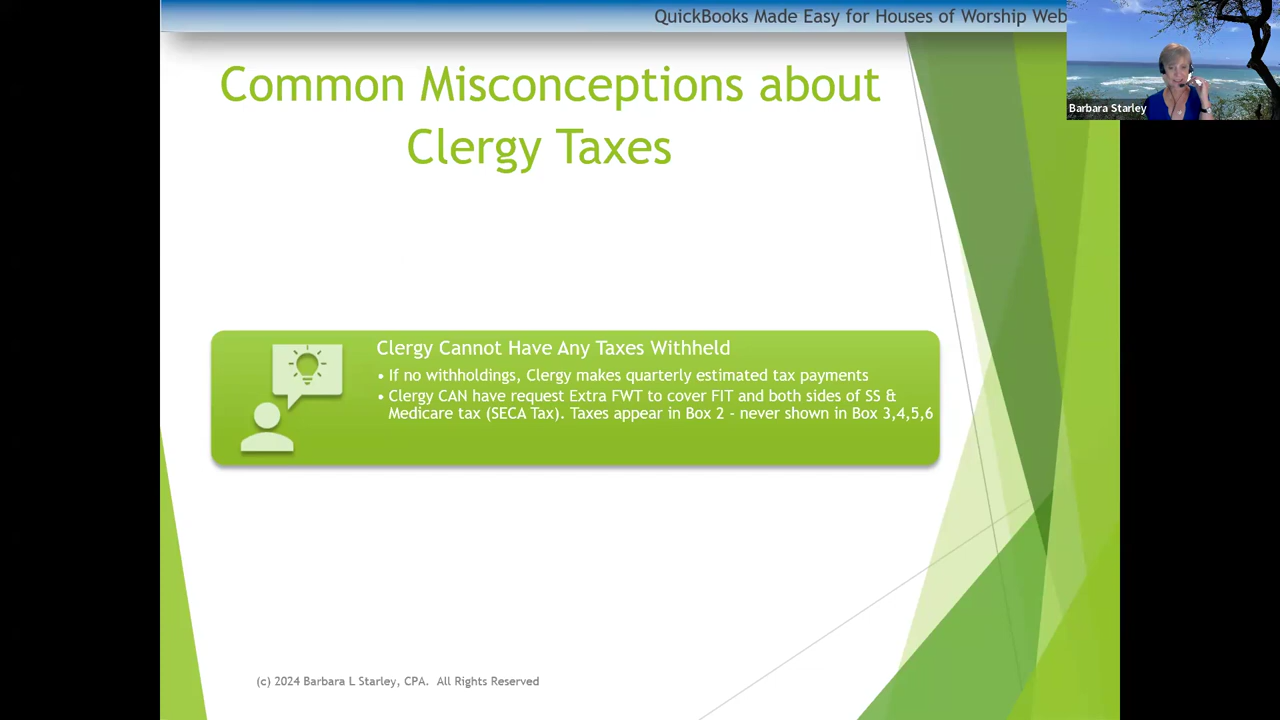 QuickBooks Made Easy for Houses of Worship Web
Barbara Starley
Common Misconceptions about
Clergy Taxes
Clergy Cannot Have Any Taxes Withheld
• If no withholdings, Clergy makes quarterly estimated tax payments
• Clergy CAN have request Extra FWT to cover FIT and both sides of SS &
Medicare tax (SECA Tax). Taxes appear in Box 2 - never shown in Box 3,4,5,6
(c) 2024 Barbara L Starley, CPA. All Rights Reserved